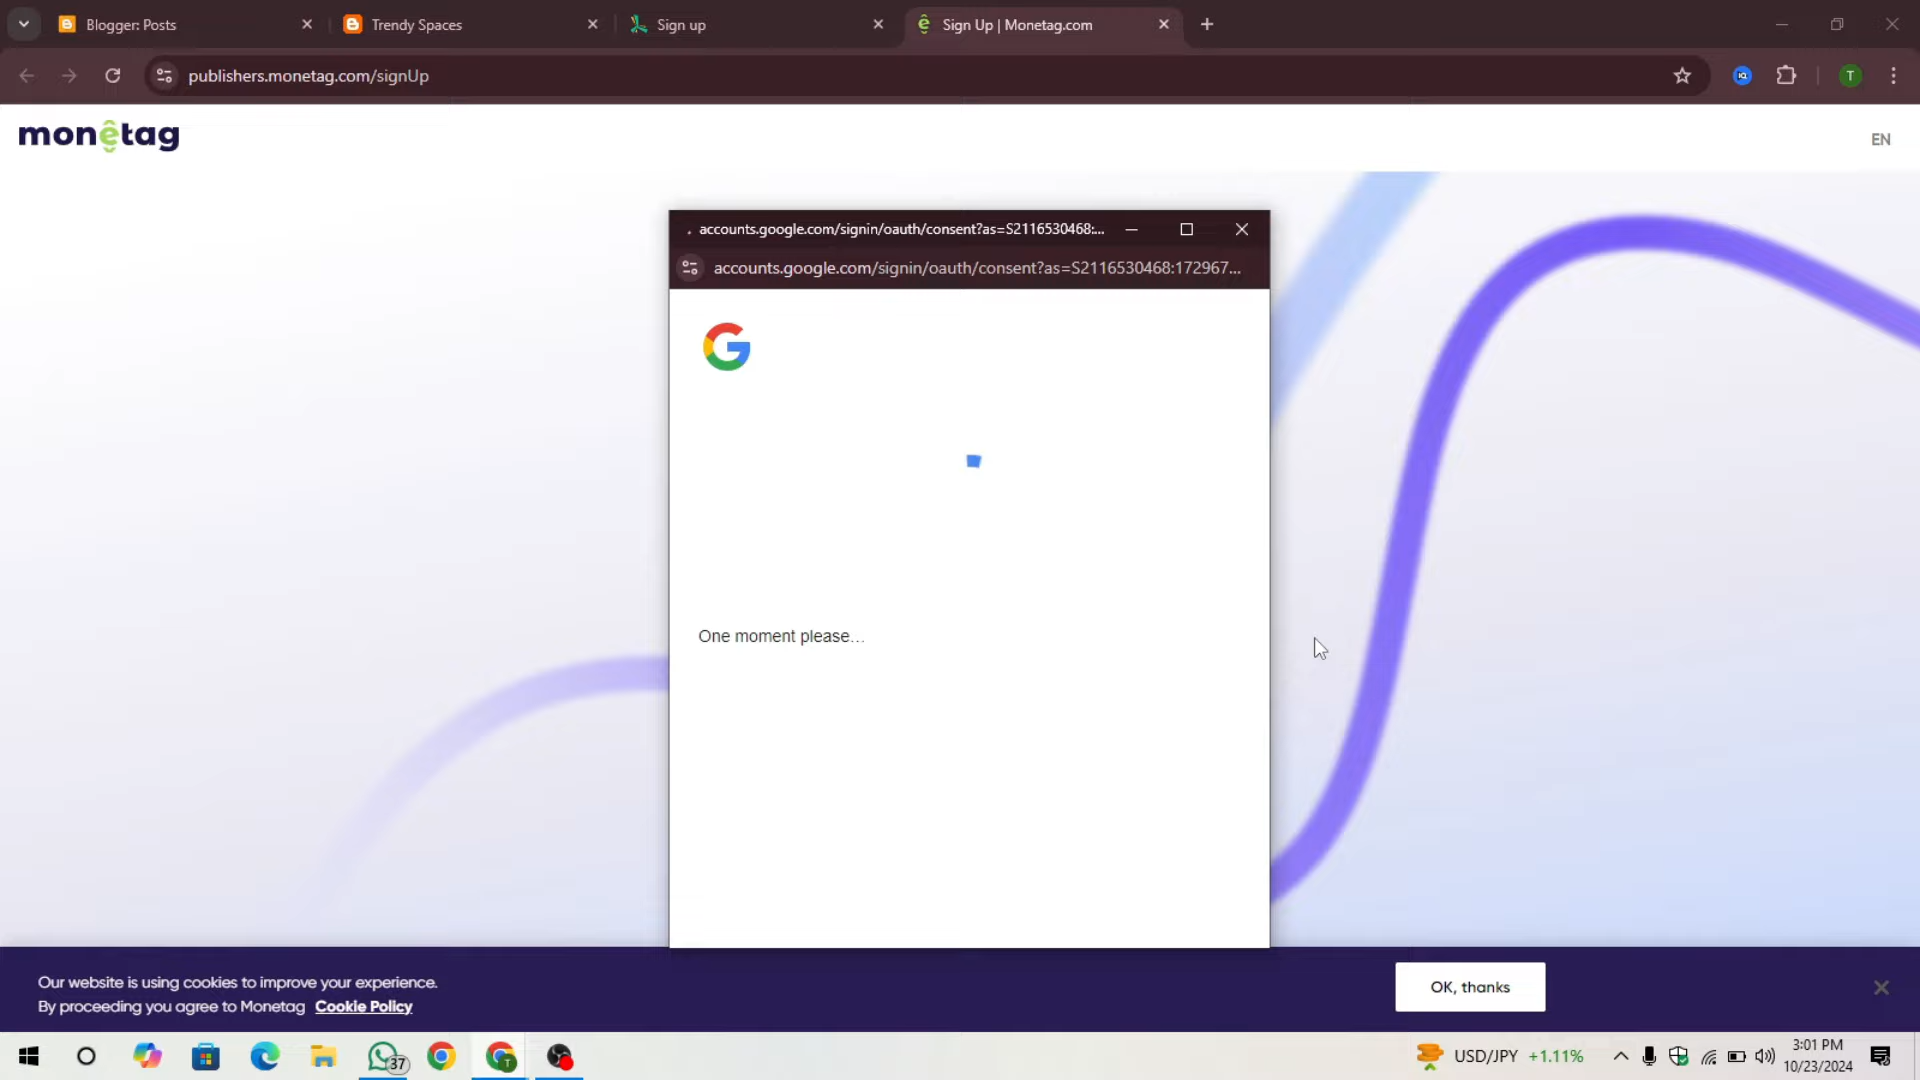 Blogger: Posts
Trendy Spaces
Sign up
Sign Up | Monetag.com
publishers.monetag.com/signUp
T
monetag
EN
accounts.google.com/signin/oauth/consent?as=S2116530468:...
accounts.google.com/signin/oauth/consent?as=S2116530468:172967...
G
One moment please...
Our website is using cookies to improve your experience.
By proceeding you agree to Monetag Cookie Policy
OK, thanks
37
T
USD/JPY +1.11%
3:01 PM
10/23/2024